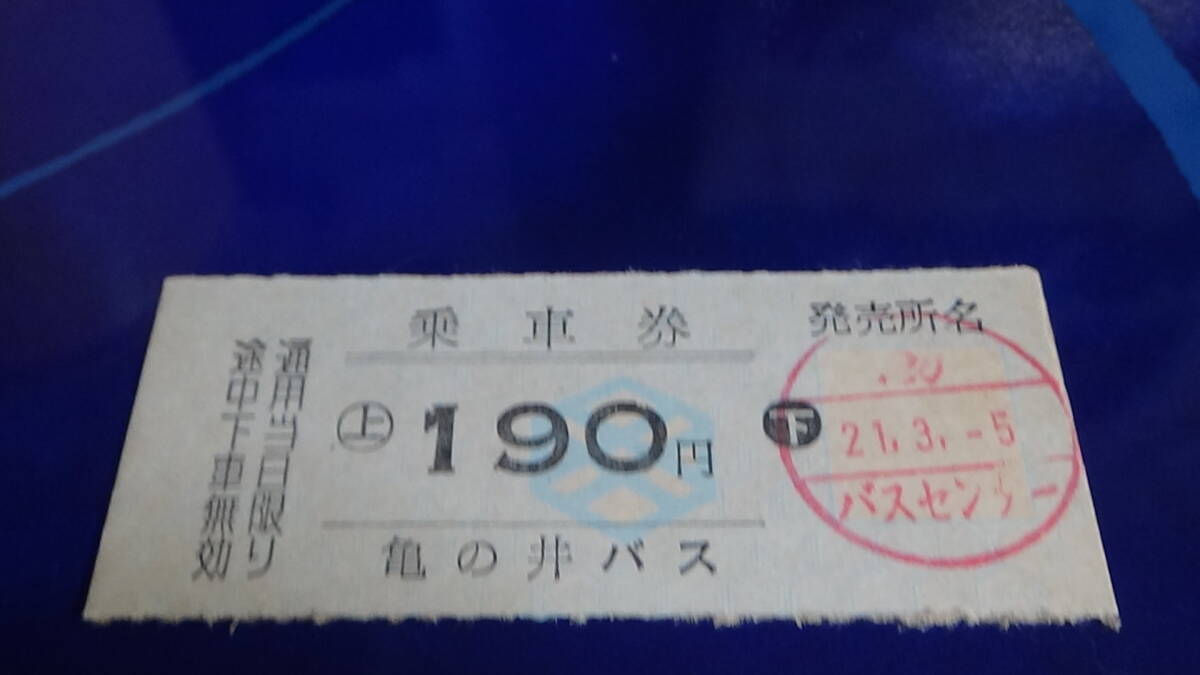 乗車券
通用当日限り
途中下車無効
㊤190円㊦
亀の井バス
発売所名
21.3.-5
バスセンター